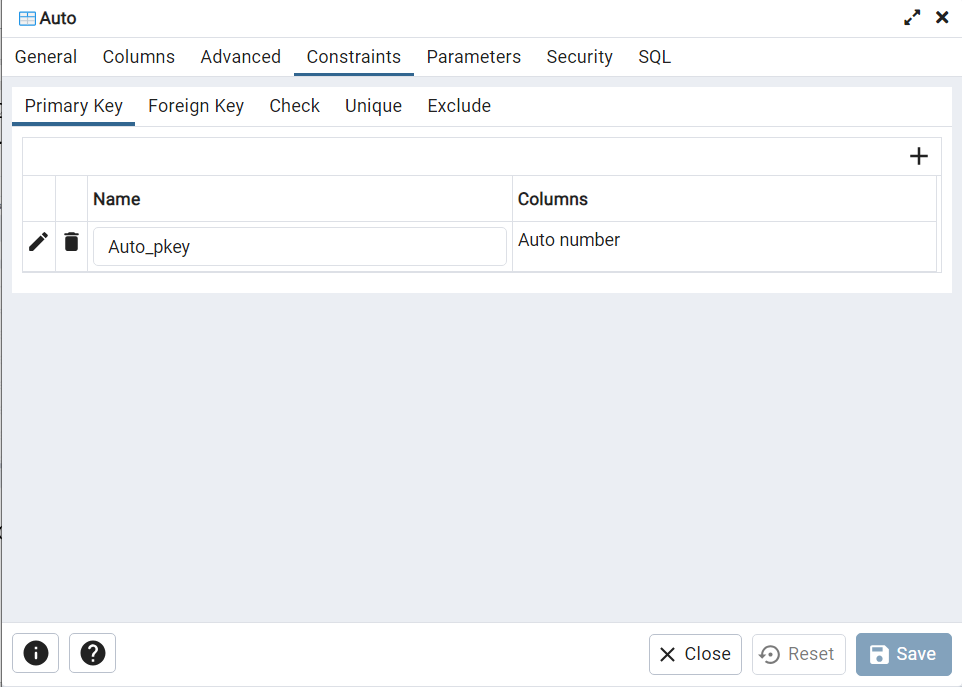 Auto
General Columns Advanced Constraints Parameters Security SQL
Primary Key Foreign Key Check Unique Exclude
Name Columns
Auto_pkey Auto number
Close Reset Save